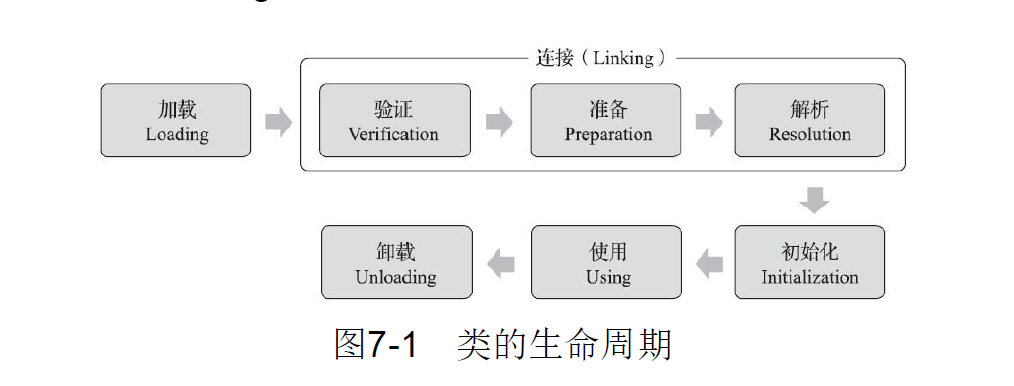 连接(Linking)
加载
Loading
验证
Verification
准备
Preparation
解析
Resolution
卸载
Unloading
使用
Using
初始化
Initialization
图7-1 类的生命周期